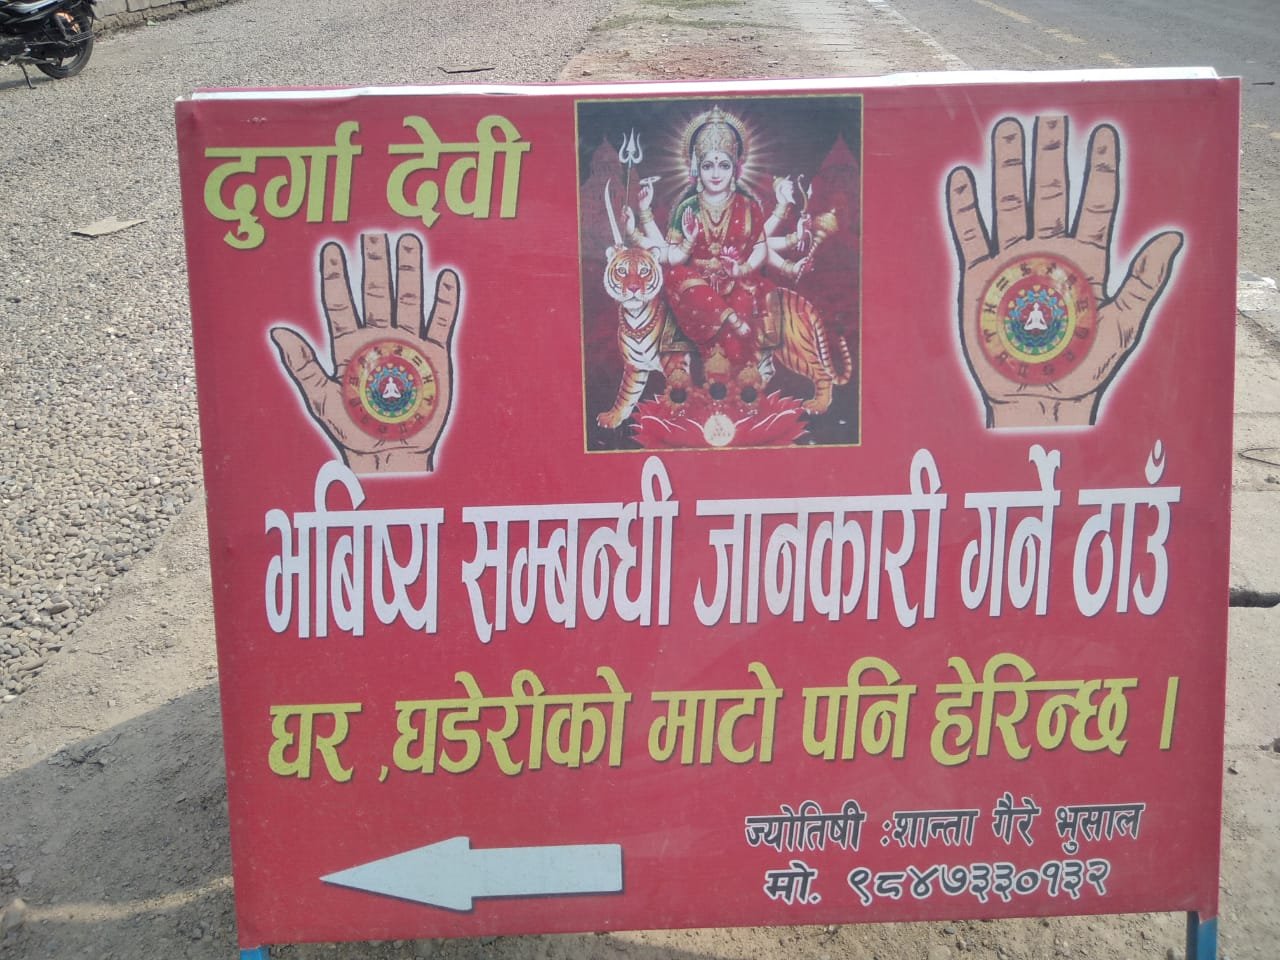 दुर्गा देवी
भबिष्य सम्बन्धी जानकारी गर्ने ठाउँ
घर ,घडेरीको माटो पनि हेरिन्छ ।
ज्योतिषी :शान्ता गैरे भुसाल
मो. ९८४७३३०१३२